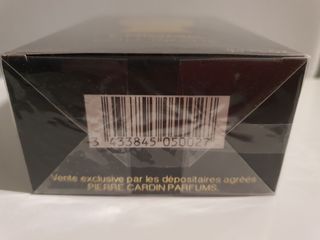 3 433845 050027
Vente exclusive par les dépositaires agréés
PIERRE CARDIN PARFUMS.